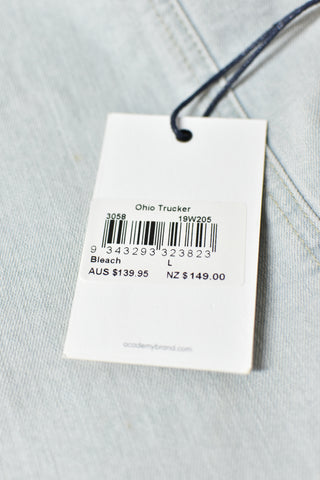 Ohio Trucker
3058 19W205
9 343293 323823
Bleach L
AUS $139.95 NZ $149.00
academybrand.com